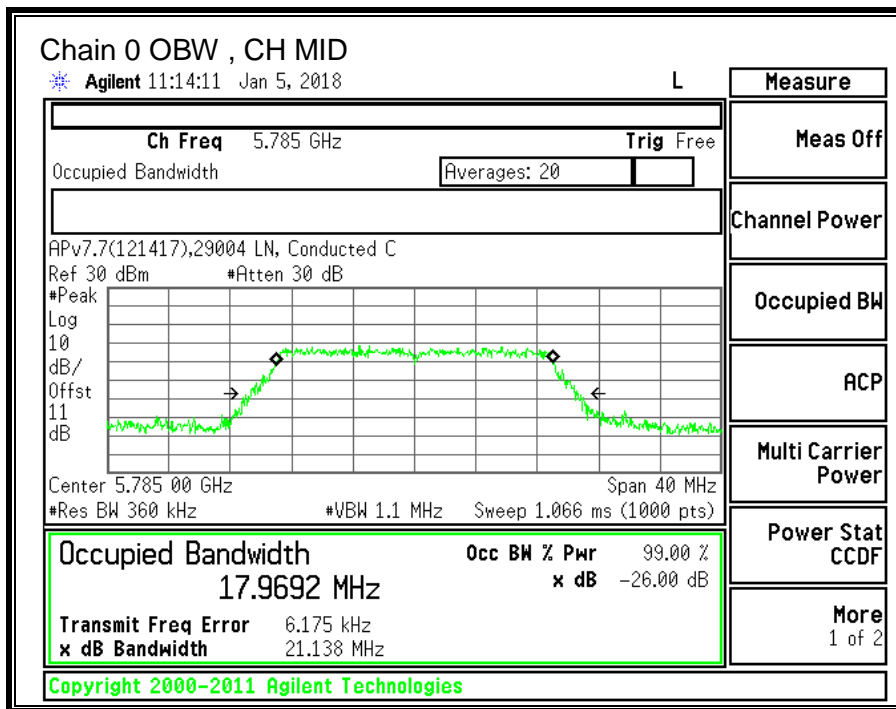 Chain 0 OBW , CH MID
Agilent 11:14:11 Jan 5, 2018 L
Measure
Ch Freq 5.785 GHz Trig Free
Occupied Bandwidth Averages: 20
APv7.7(121417),29004 LN, Conducted C
Ref 30 dBm #Atten 30 dB
#Peak
Log
10
dB/
Offst
11
dB
Center 5.785 00 GHz Span 40 MHz
#Res BW 360 kHz #VBW 1.1 MHz Sweep 1.066 ms (1000 pts)
Occupied Bandwidth Occ BW % Pwr 99.00 %
17.9692 MHz x dB -26.00 dB
Transmit Freq Error 6.175 kHz
x dB Bandwidth 21.138 MHz
Copyright 2000-2011 Agilent Technologies
Meas Off
Channel Power
Occupied BW
ACP
Multi Carrier
Power
Power Stat
CCDF
More
1 of 2